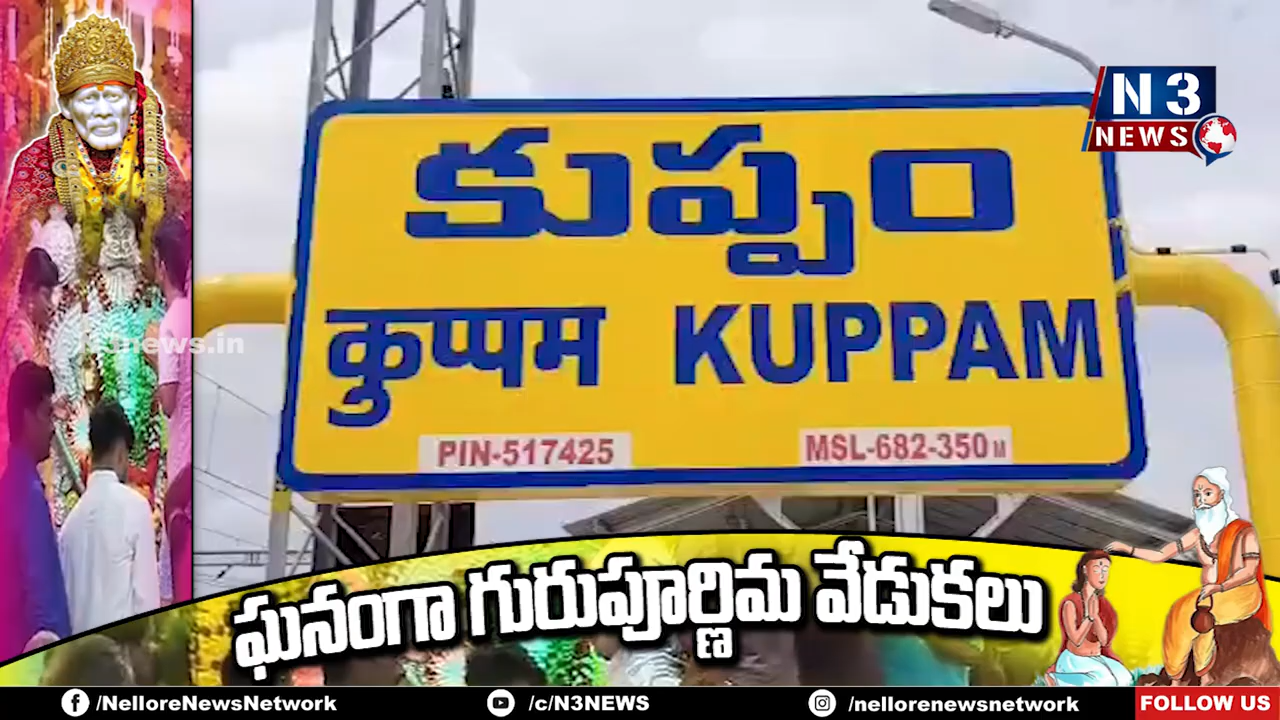 N3
NEWS
కుప్పం
कुप्पम KUPPAM
PIN-517425
MSL-682-350 M
ఘనంగా గురుపూర్ణిమ వేడుకలు
/NelloreNewsNetwork
/c/N3NEWS
/nellorenewsnetwork
FOLLOW US